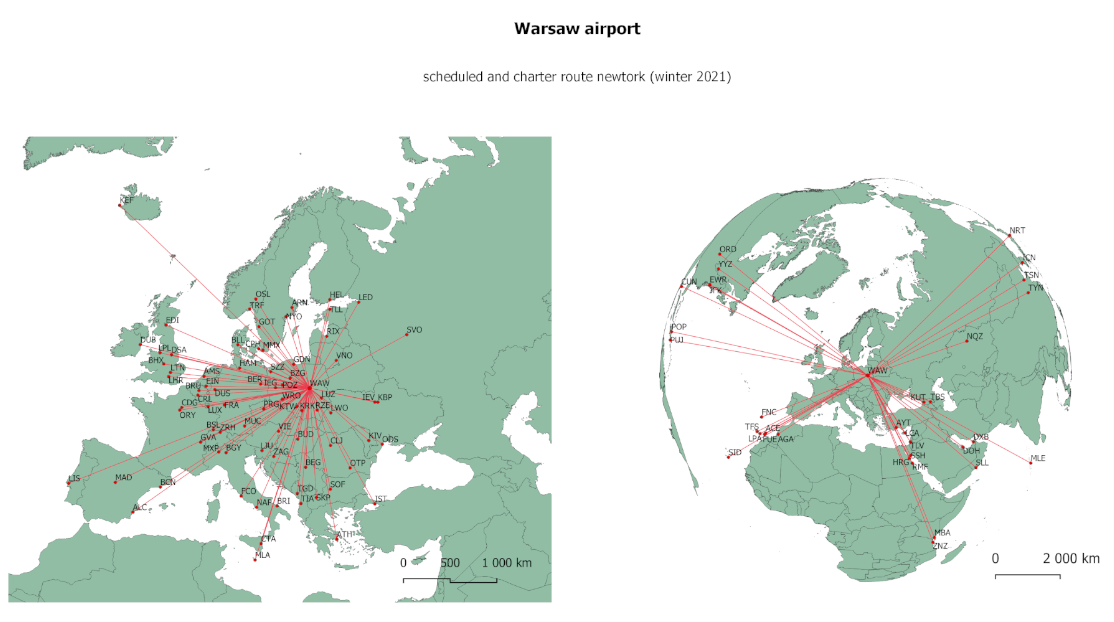 Warsaw airport
scheduled and charter route newtork (winter 2021)
KEF
OSL
TRF
ARN
HEL
LED
NYO
TLL
GOT
EDI
SVO
RIX
DUB
BLL
CPH
MMX
LPL
DSA
VNO
BHX
HAM
GDN
SZZ
LTN
AMS
BZG
LHR
EIN
BER
IEG
POZ
WAW
BRU
CRL
DUS
WRO
LUZ
IEV
KBP
CDG
ORY
LUX
FRA
PRG
KTW
KRK
RZE
LWO
BSL
ZRH
MUC
VIE
GVA
BUD
CLJ
KIV
ODS
MXP
BGY
LJU
ZAG
LIS
MAD
BCN
BEG
OTP
FCD
TGD
SOF
ALC
NAP
BRI
TIA
SKP
IST
CTA
ATH
MLA
0 500 1 000 km
NRT
ORD
ICN
YYZ
TSN
CUN
EWR
JFK
TYN
POP
PUJ
NQZ
WAW
KUT
TBS
FNC
TFS
ACE
AYT
LCA
LPA
FUE
AGA
TLV
DXB
SID
SSH
DOH
HRG
RMF
SLL
MLE
MBA
ZNZ
0 2 000 km